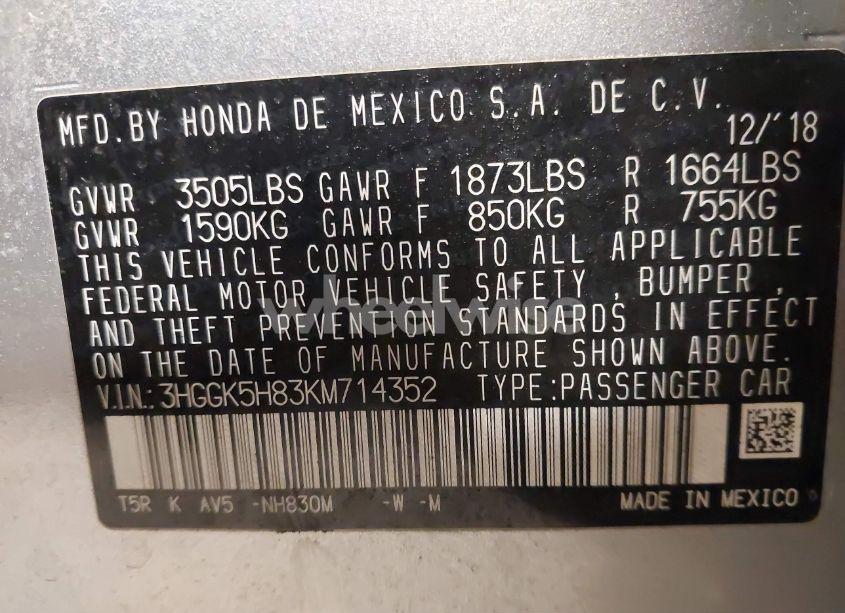 MFD.BY HONDA DE MEXICO S.A. DE C.V.
12/'18
GVWR 3505LBS GAWR F 1873LBS R 1664LBS
GVWR 1590KG GAWR F 850KG R 755KG
THIS VEHICLE CONFORMS TO ALL APPLICABLE
FEDERAL MOTOR VEHICLE SAFETY , BUMPER ,
AND THEFT PREVENTION STANDARDS IN EFFECT
ON THE DATE OF MANUFACTURE SHOWN ABOVE.
V.I.N.: 3HGGK5H83KM714352 TYPE:PASSENGER CAR
T5R K AV5 -NH830M -W -M MADE IN MEXICO
wheelwise